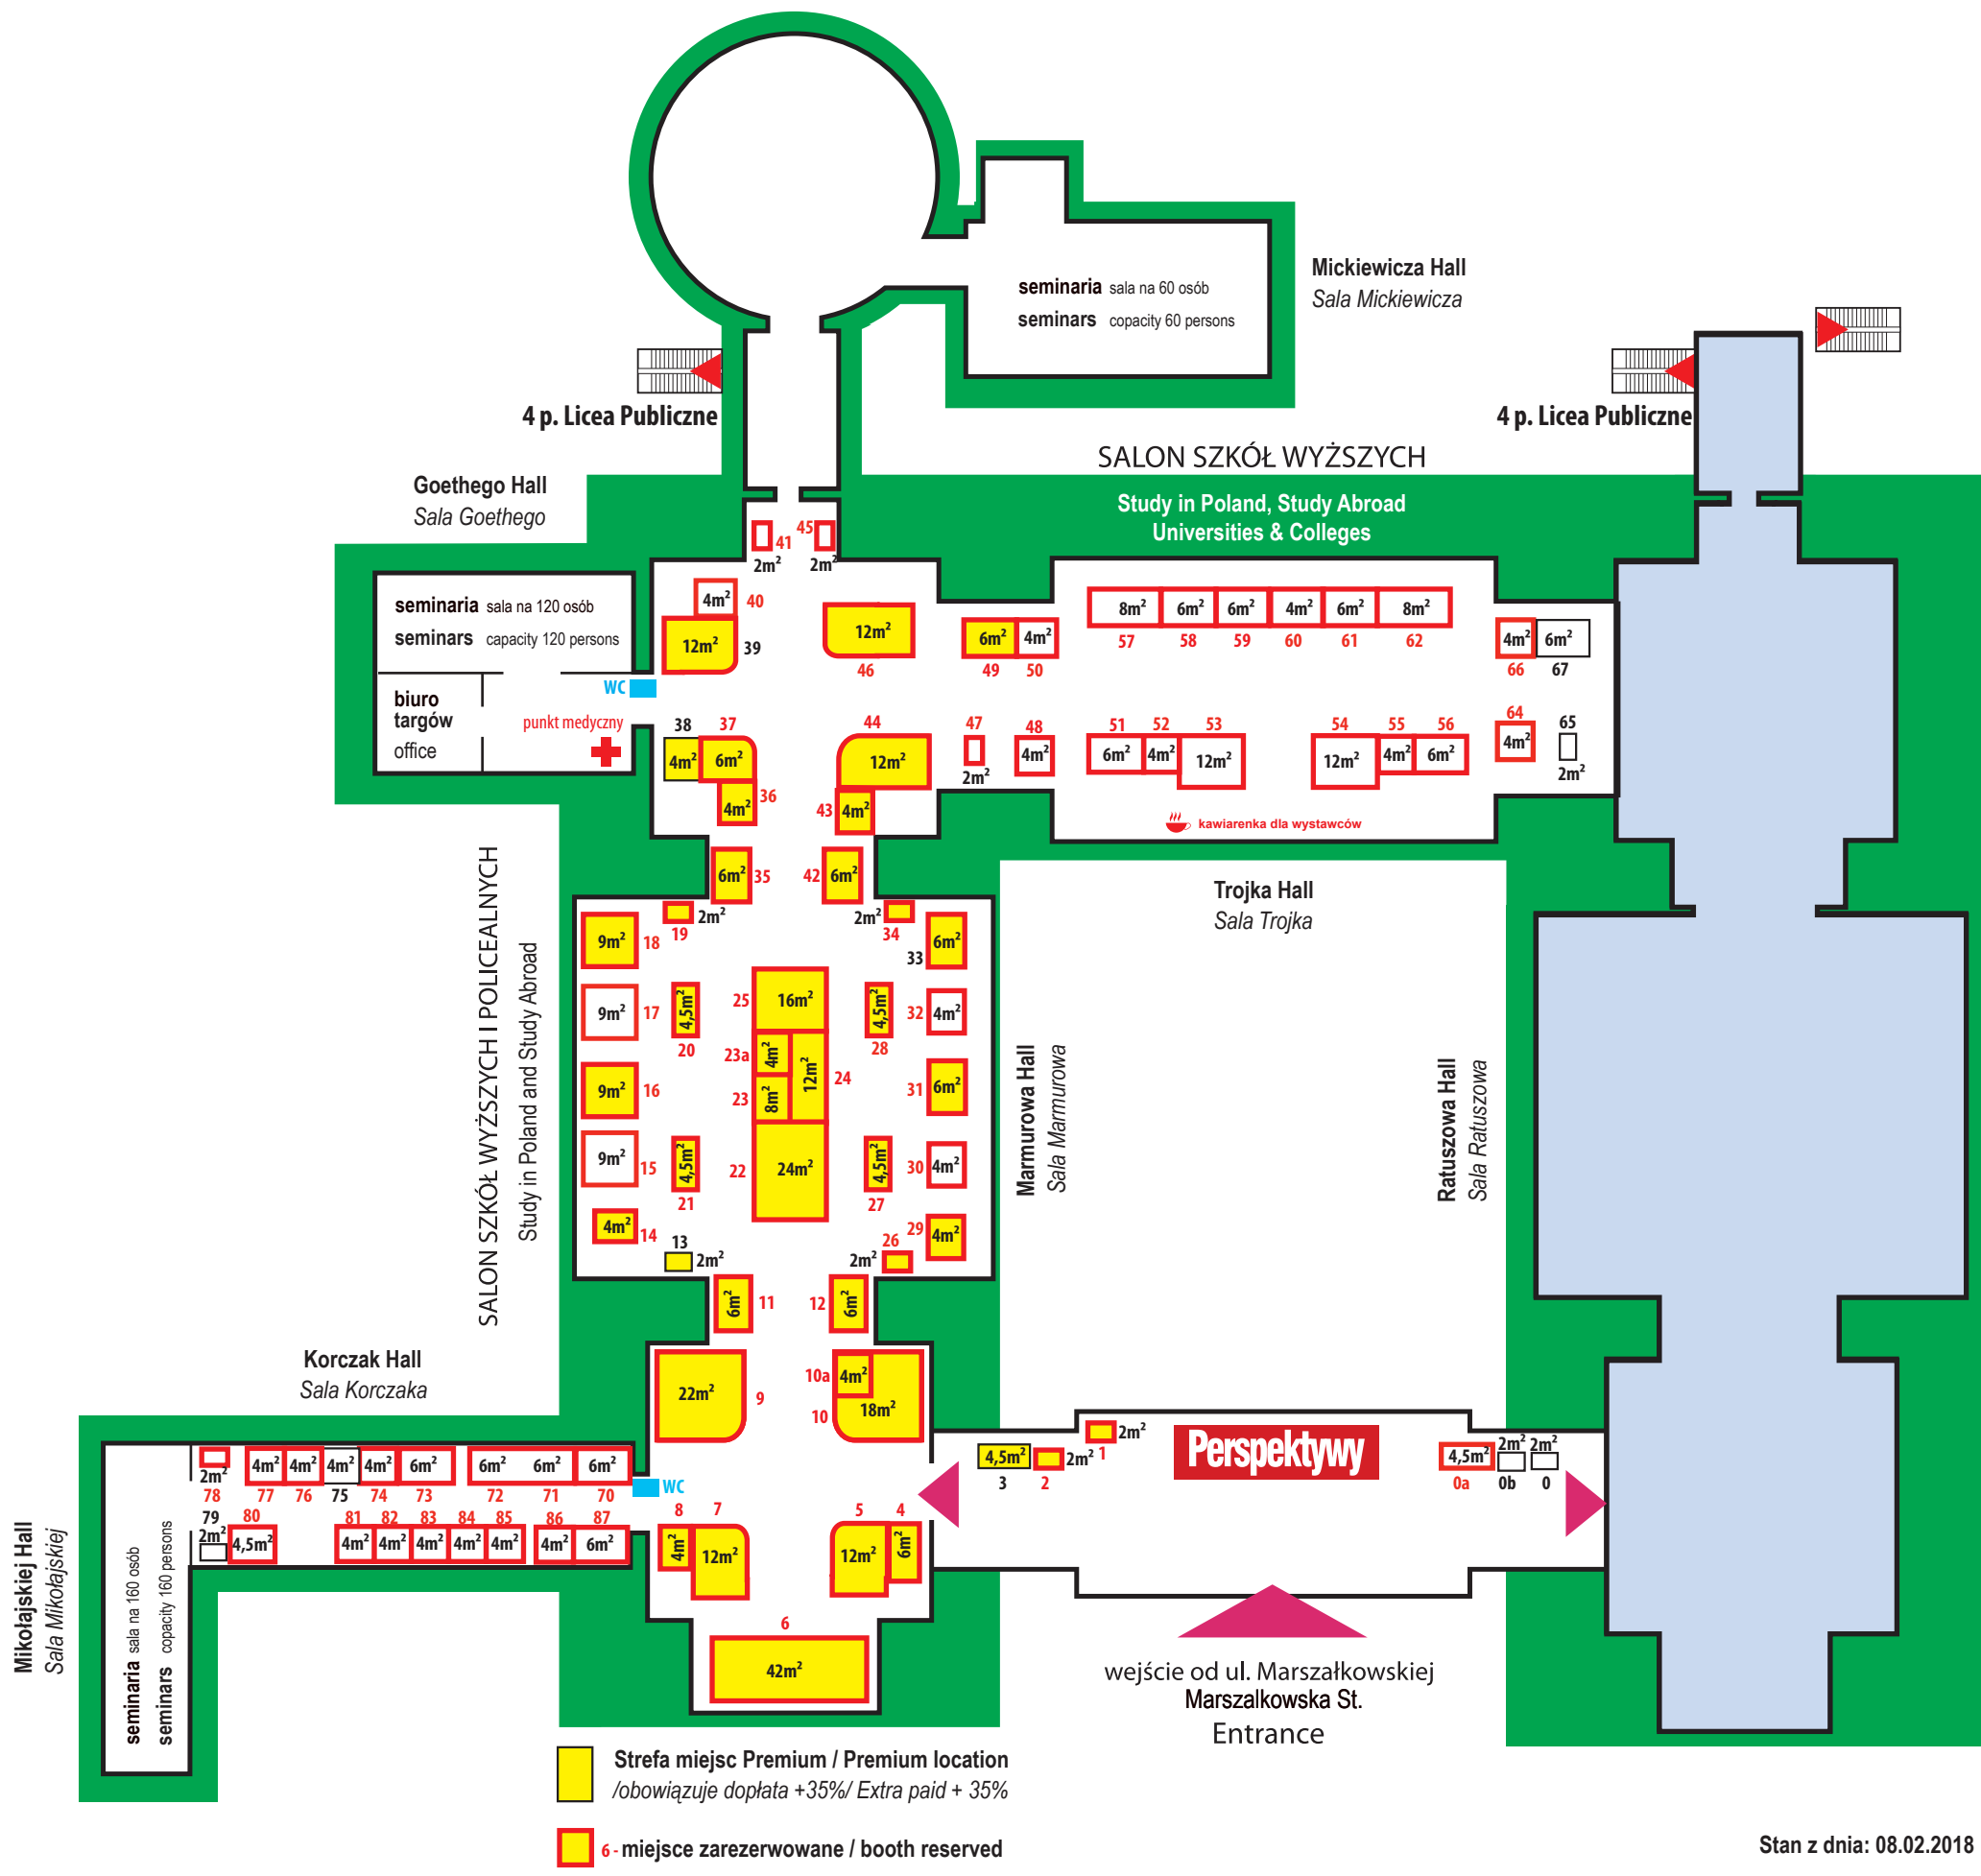 Mickiewicza Hall
Sala Mickiewicza
seminaria sala na 60 osób
seminars copacity 60 persons
4 p. Licea Publiczne
4 p. Licea Publiczne
SALON SZKÓŁ WYŻSZYCH
Study in Poland, Study Abroad
Universities & Colleges
Goethego Hall
Sala Goethego
seminaria sala na 120 osób
seminars capacity 120 persons
biuro
targów
office
WC
punkt medyczny
41
2m²
45
2m²
4m² 40
12m² 39
12m²
46
6m² 4m²
49 50
8m² 6m² 6m² 4m² 6m² 8m²
57 58 59 60 61 62
4m² 6m²
66 67
38 37
4m² 6m²
4m² 36
44
12m²
43 4m²
47
2m²
48
4m²
51 52 53
6m² 4m² 12m²
54 55 56
12m² 4m² 6m²
64
4m²
65
2m²
kawiarenka dla wystawców
6m² 35
42 6m²
SALON SZKÓŁ WYŻSZYCH I POLICEALNYCH
Study in Poland and Study Abroad
Trojka Hall
Sala Trojka
Marmurowa Hall
Sala Marmurowa
Ratuszowa Hall
Sala Ratuszowa
2m²
19
2m²
34
9m² 18
6m²
33
9m² 17
4,5m²
20
25 16m²
4,5m²
28
32 4m²
23a 4m²
12m² 24
23 8m²
9m² 16
31 6m²
9m² 15
4,5m²
21
22 24m²
4,5m²
27
30 4m²
4m² 14
13
2m²
26
2m²
29 4m²
6m² 11
12 6m²
22m² 9
10a 4m²
10 18m²
Korczak Hall
Sala Korczaka
Mikołajskiej Hall
Sala Mikołajskiej
seminaria sala na 160 osób
seminars copacity 160 persons
2m²
78
4m² 4m² 4m² 4m² 6m² 6m² 6m² 6m²
77 76 75 74 73 72 71 70
79 80 81 82 83 84 85 86 87
2m² 4,5m² 4m² 4m² 4m² 4m² 4m² 4m² 6m²
WC
8 7
4m² 12m²
5 4
12m² 6m²
6
42m²
2m²
1
4,5m²
3
2m²
2
Perspektywy
4,5m² 2m² 2m²
0a 0b 0
wejście od ul. Marszałkowskiej
Marszalkowska St.
Entrance
Strefa miejsc Premium / Premium location
/obowiązuje dopłata +35%/ Extra paid + 35%
6 - miejsce zarezerwowane / booth reserved
Stan z dnia: 08.02.2018